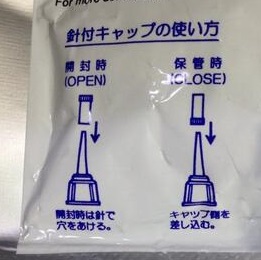 For more
針付キャップの使い方
開封時
(OPEN)
保管時
(CLOSE)
開封時は針で
穴をあける。
キャップ側を
差し込む。